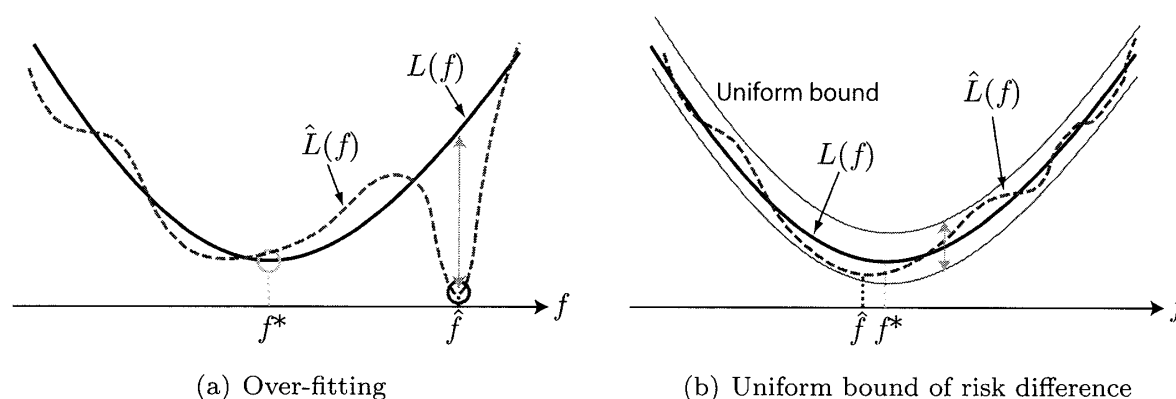 L(f)
L̂(f)
f* f̂ f
(a) Over-fitting
Uniform bound
L̂(f)
L(f)
f̂ f* f
(b) Uniform bound of risk difference